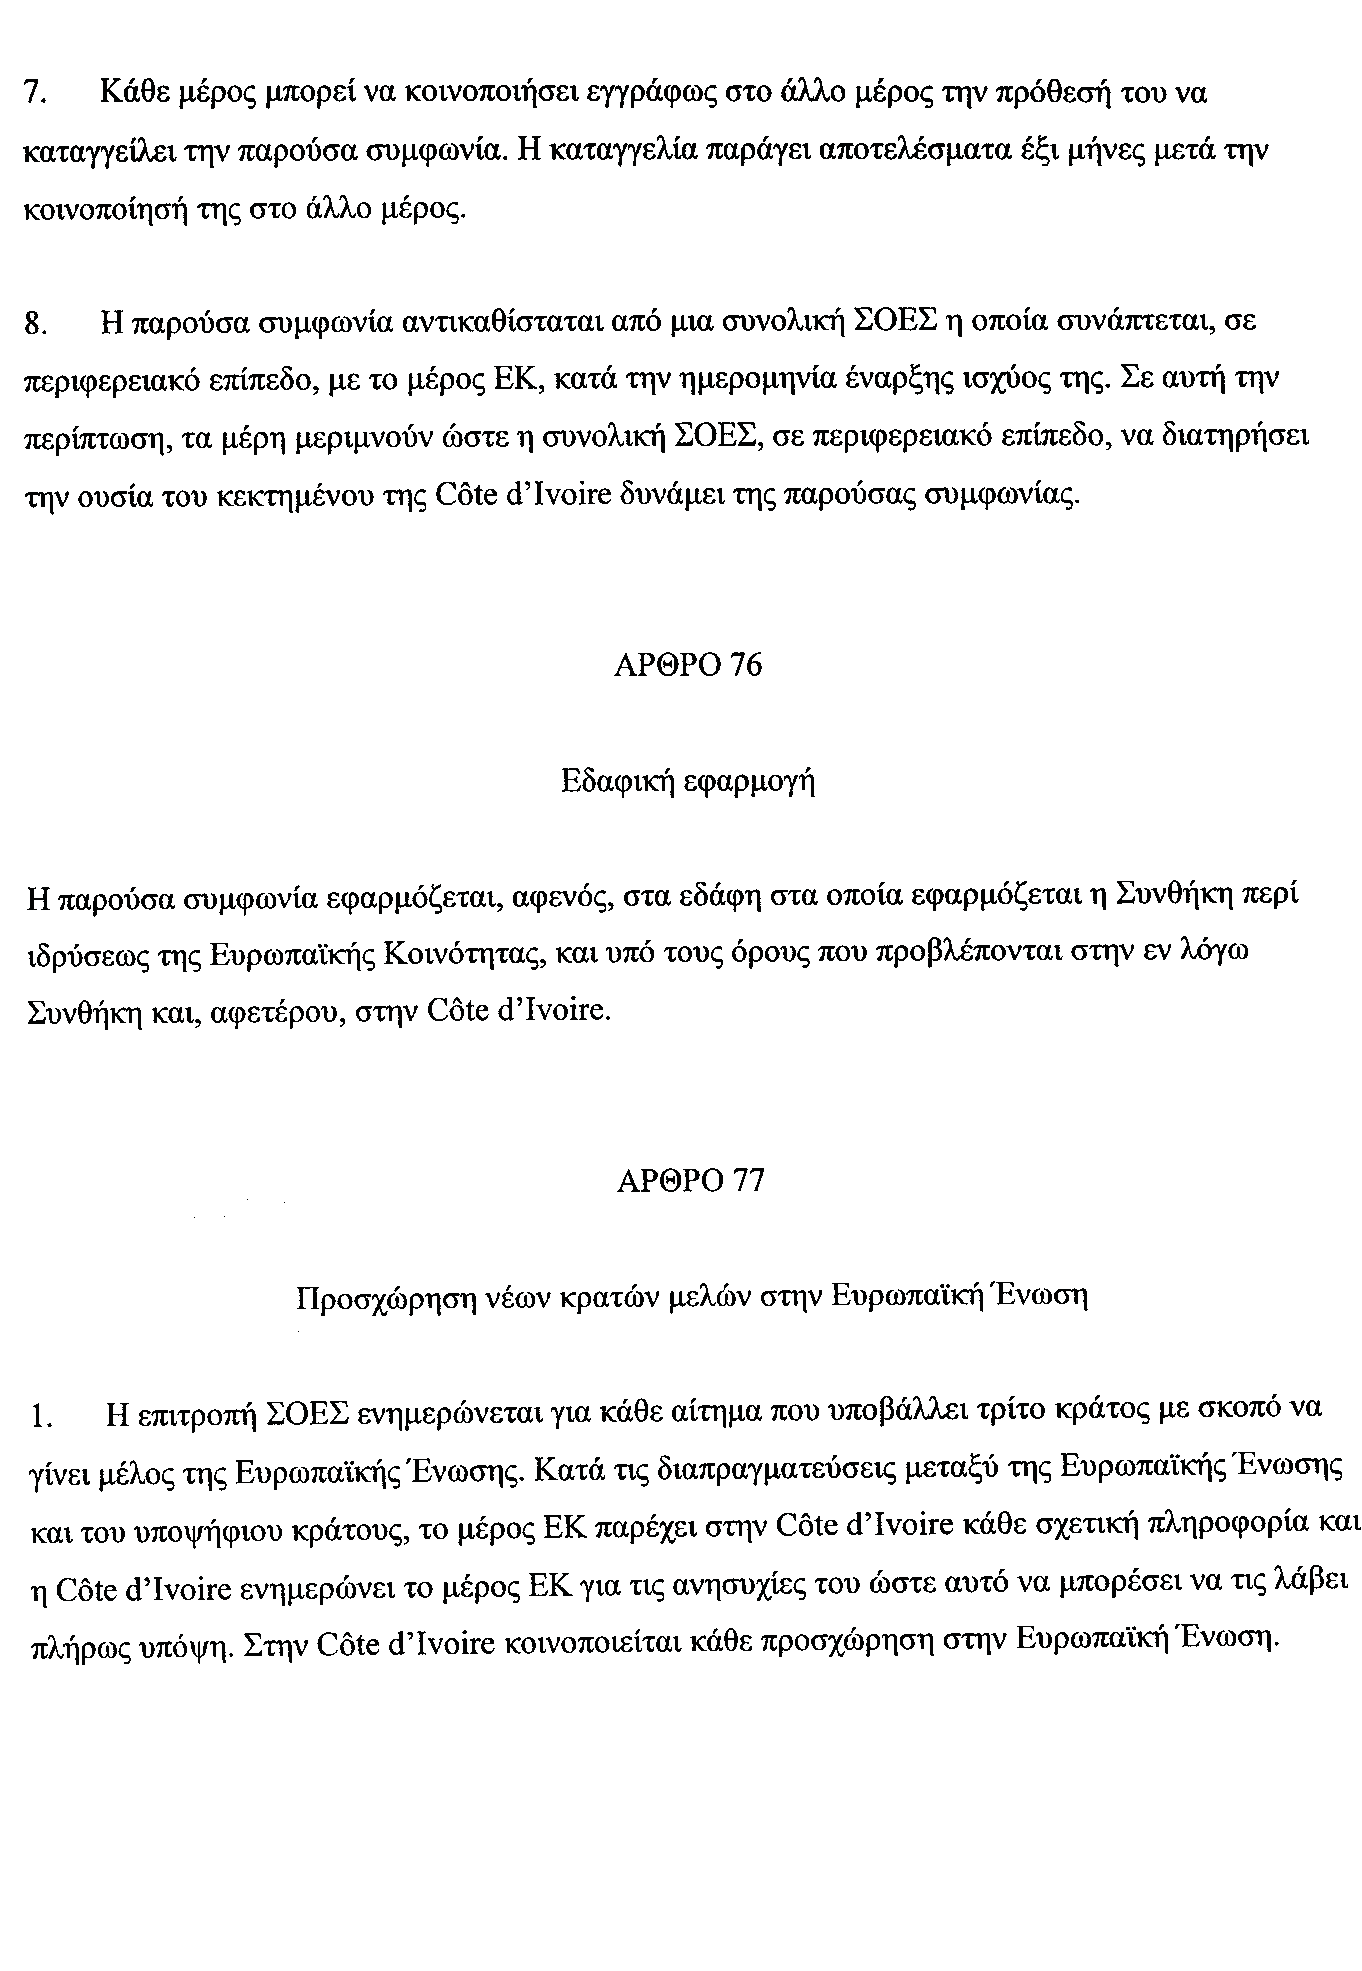 7. Κάθε μέρος μπορεί να κοινοποιήσει εγγράφως στο άλλο μέρος την πρόθεσή του να
καταγγείλει την παρούσα συμφωνία. Η καταγγελία παράγει αποτελέσματα έξι μήνες μετά την
κοινοποίησή της στο άλλο μέρος.
8. Η παρούσα συμφωνία αντικαθίσταται από μια συνολική ΣΟΕΣ η οποία συνάπτεται, σε
περιφερειακό επίπεδο, με το μέρος ΕΚ, κατά την ημερομηνία έναρξης ισχύος της. Σε αυτή την
περίπτωση, τα μέρη μεριμνούν ώστε η συνολική ΣΟΕΣ, σε περιφερειακό επίπεδο, να διατηρήσει
την ουσία του κεκτημένου της Côte d’Ivoire δυνάμει της παρούσας συμφωνίας.
ΑΡΘΡΟ 76
Εδαφική εφαρμογή
Η παρούσα συμφωνία εφαρμόζεται, αφενός, στα εδάφη στα οποία εφαρμόζεται η Συνθήκη περί
ιδρύσεως της Ευρωπαϊκής Κοινότητας, και υπό τους όρους που προβλέπονται στην εν λόγω
Συνθήκη και, αφετέρου, στην Côte d’Ivoire.
ΑΡΘΡΟ 77
Προσχώρηση νέων κρατών μελών στην Ευρωπαϊκή Ένωση
1. Η επιτροπή ΣΟΕΣ ενημερώνεται για κάθε αίτημα που υποβάλλει τρίτο κράτος με σκοπό να
γίνει μέλος της Ευρωπαϊκής Ένωσης. Κατά τις διαπραγματεύσεις μεταξύ της Ευρωπαϊκής Ένωσης
και του υποψήφιου κράτους, το μέρος ΕΚ παρέχει στην Côte d’Ivoire κάθε σχετική πληροφορία και
η Côte d’Ivoire ενημερώνει το μέρος ΕΚ για τις ανησυχίες του ώστε αυτό να μπορέσει να τις λάβει
πλήρως υπόψη. Στην Côte d’Ivoire κοινοποιείται κάθε προσχώρηση στην Ευρωπαϊκή Ένωση.